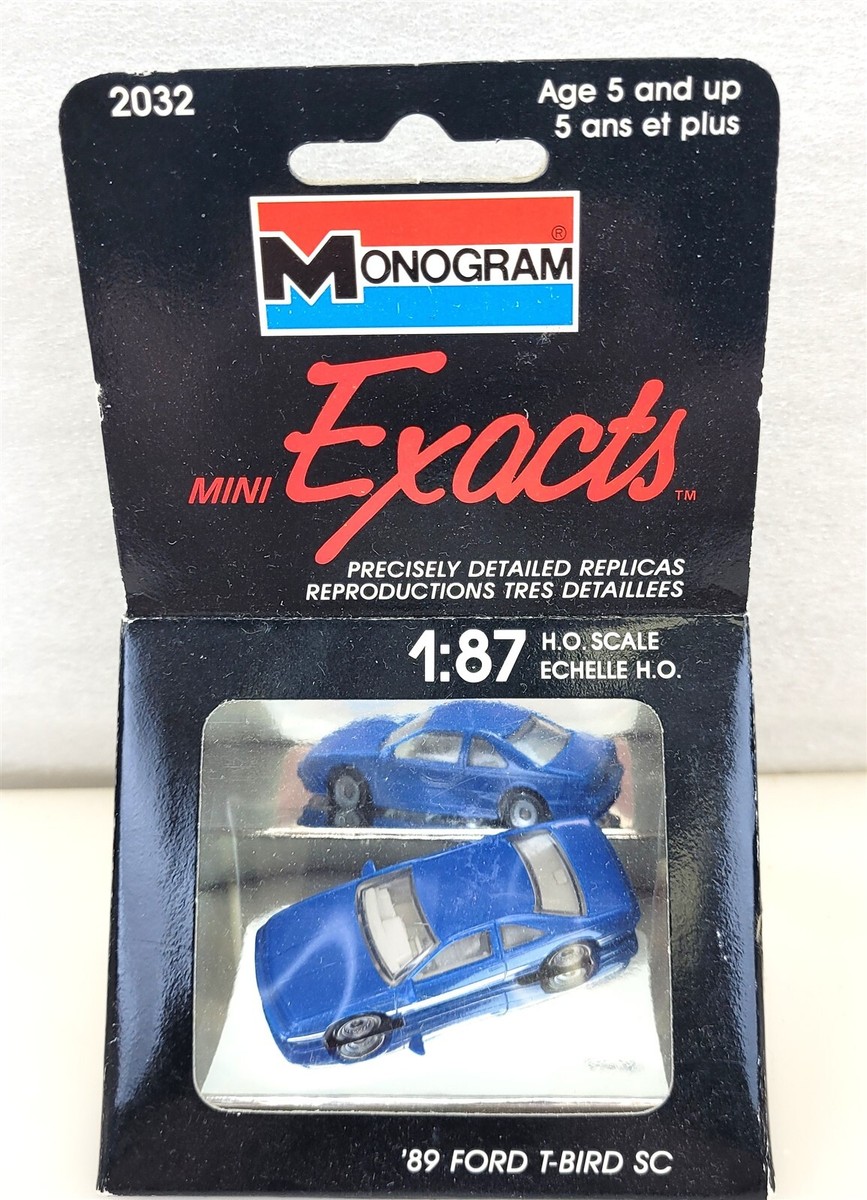 2032
Age 5 and up
5 ans et plus
MONOGRAM®
MINI Exacts™
PRECISELY DETAILED REPLICAS
REPRODUCTIONS TRES DETAILLEES
1:87 H.O. SCALE
ECHELLE H.O.
'89 FORD T-BIRD SC